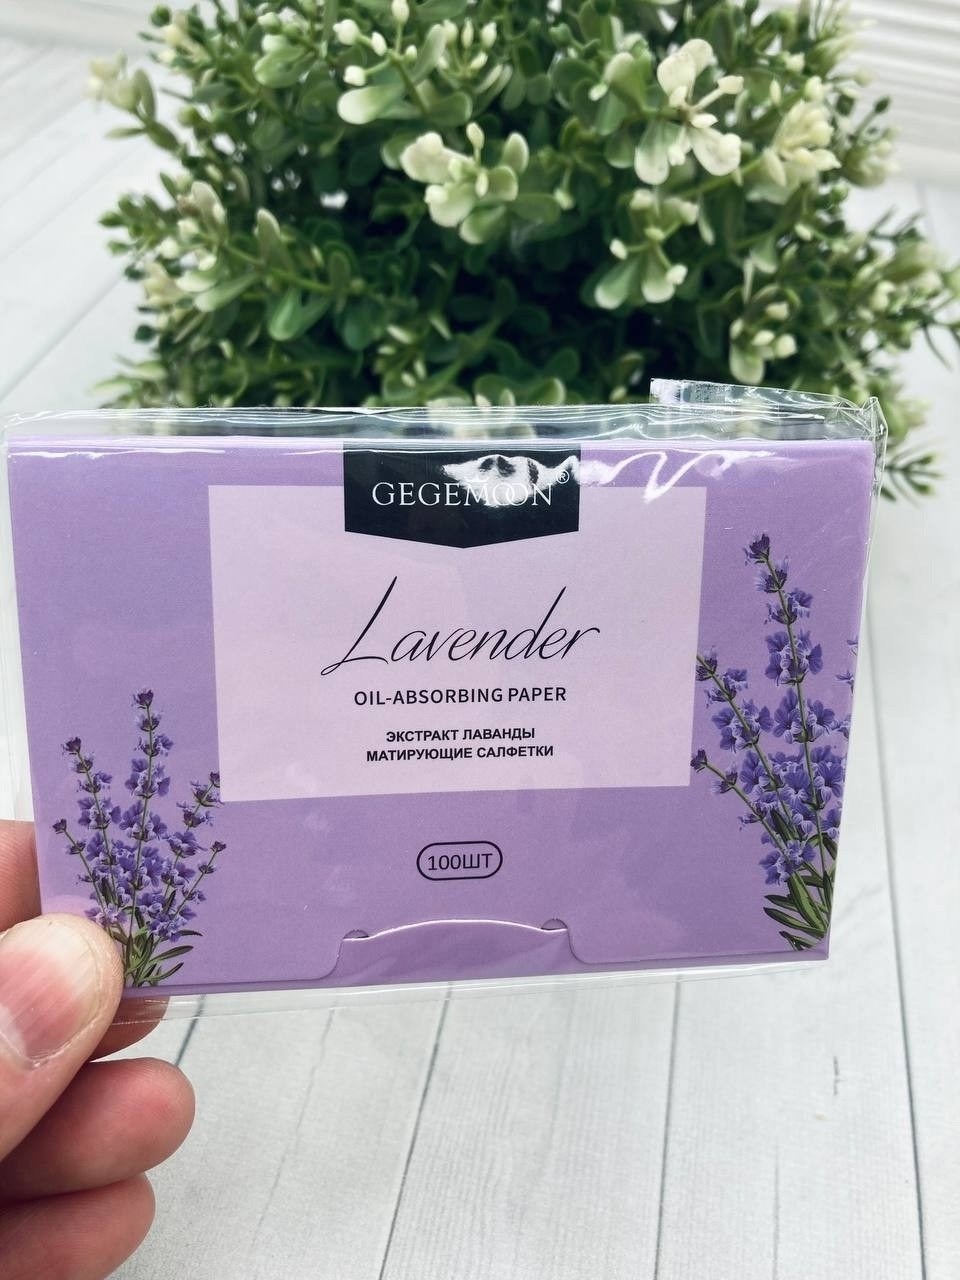 GEGEMOON®
Lavender
OIL-ABSORBING PAPER
ЭКСТРАКТ ЛАВАНДЫ
МАТИРУЮЩИЕ САЛФЕТКИ
100ШТ